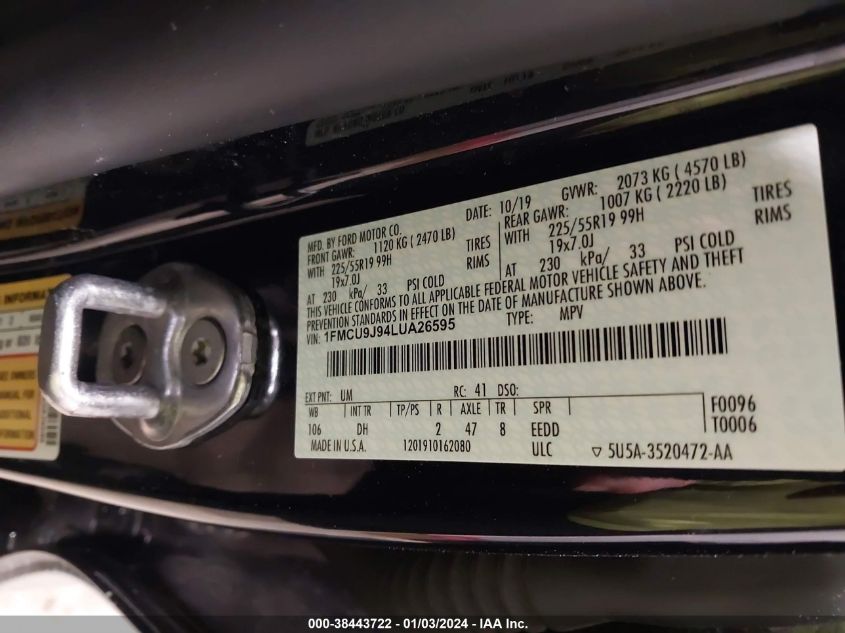 MFD. BY FORD MOTOR CO.
DATE: 10/19 GVWR: 2073 KG ( 4570 LB)
FRONT GAWR: 1120 KG ( 2470 LB)
WITH 225/55R19 99H TIRES
19x7.0J RIMS
AT 230 kPa/ 33 PSI COLD
REAR GAWR: 1007 KG ( 2220 LB)
WITH 225/55R19 99H TIRES
19x7.0J RIMS
AT 230 kPa/ 33 PSI COLD
THIS VEHICLE CONFORMS TO ALL APPLICABLE FEDERAL MOTOR VEHICLE SAFETY AND THEFT
PREVENTION STANDARDS IN EFFECT ON THE DATE OF MANUFACTURE SHOWN ABOVE.
VIN: 1FMCU9J94LUA26595 TYPE: MPV
EXT PNT: UM RC: 41 DSO:
WB INT TR TP/PS R AXLE TR SPR
106 DH 2 47 8 EEDD
F0096
T0006
MADE IN U.S.A. 1201910162080 ULC 5U5A-3520472-AA
000-38443722 - 01/03/2024 - IAA Inc.